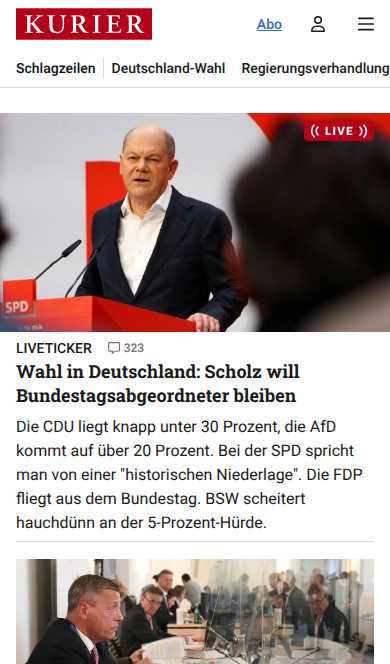 KURIER
Abo
Schlagzeilen
Deutschland-Wahl
Regierungsverhandlung
LIVE
SPD
LIVETICKER 323
Wahl in Deutschland: Scholz will
Bundestagsabgeordneter bleiben
Die CDU liegt knapp unter 30 Prozent, die AfD
kommt auf über 20 Prozent. Bei der SPD spricht
man von einer "historischen Niederlage". Die FDP
fliegt aus dem Bundestag. BSW scheitert
hauchdünn an der 5-Prozent-Hürde.